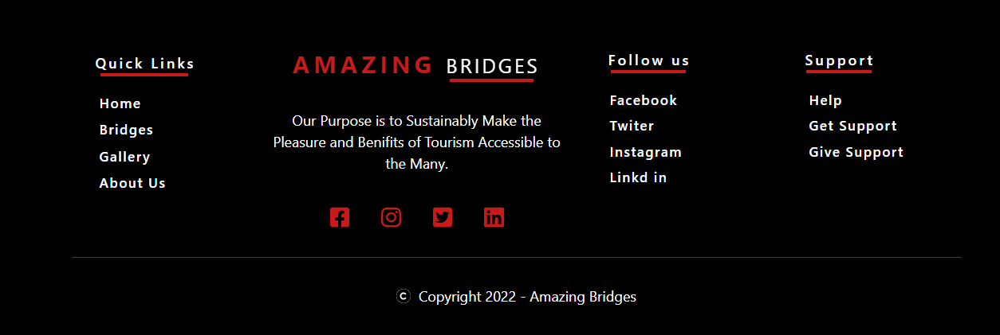 Quick Links
Home
Bridges
Gallery
About Us
AMAZING BRIDGES
Our Purpose is to Sustainably Make the
Pleasure and Benifits of Tourism Accessible to
the Many.
Follow us
Facebook
Twiter
Instagram
Linkd in
Support
Help
Get Support
Give Support
© Copyright 2022 - Amazing Bridges